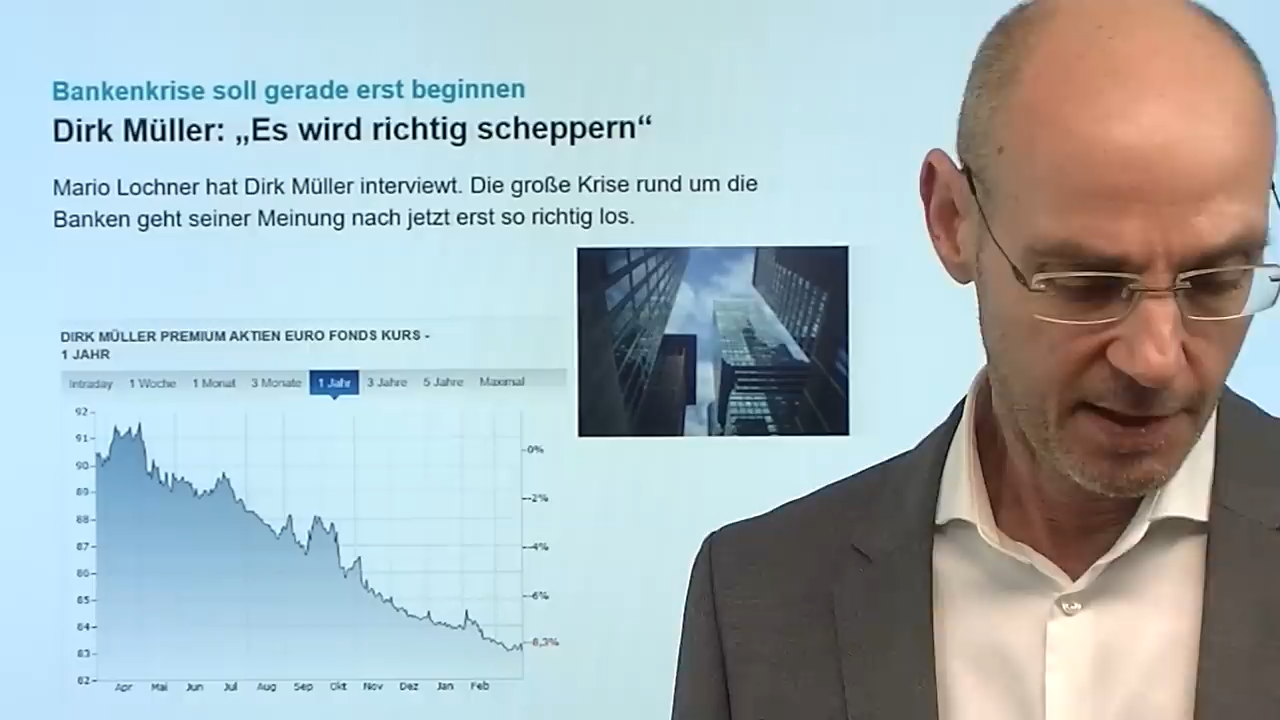 Bankenkrise soll gerade erst beginnen
Dirk Müller: „Es wird richtig scheppern“
Mario Lochner hat Dirk Müller interviewt. Die große Krise rund um die
Banken geht seiner Meinung nach jetzt erst so richtig los.
DIRK MÜLLER PREMIUM AKTIEN EURO FONDS KURS -
1 JAHR
Intraday 1 Woche 1 Monat 3 Monate 1 Jahr 3 Jahre 5 Jahre Maximal
92
91
90
89
88
87
86
85
84
83
82
0%
-2%
-4%
-6%
-8,3%
Apr Mai Jun Jul Aug Sep Okt Nov Dez Jan Feb